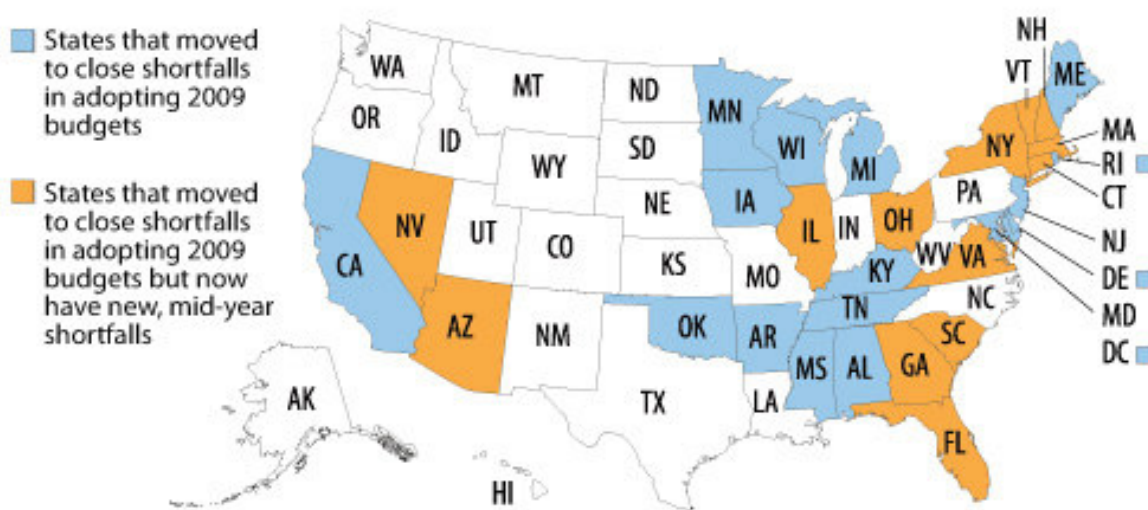 States that moved
to close shortfalls
in adopting 2009
budgets
States that moved
to close shortfalls
in adopting 2009
budgets but now
have new, mid-year
shortfalls
WA
OR
ID
MT
WY
ND
SD
NE
KS
MN
IA
WI
MI
IL
IN
OH
PA
NY
VT
NH
ME
MA
RI
CT
NJ
DE
MD
DC
WV
VA
KY
NC
TN
SC
GA
AL
MS
FL
LA
AR
MO
OK
TX
NM
CO
UT
AZ
NV
CA
AK
HI